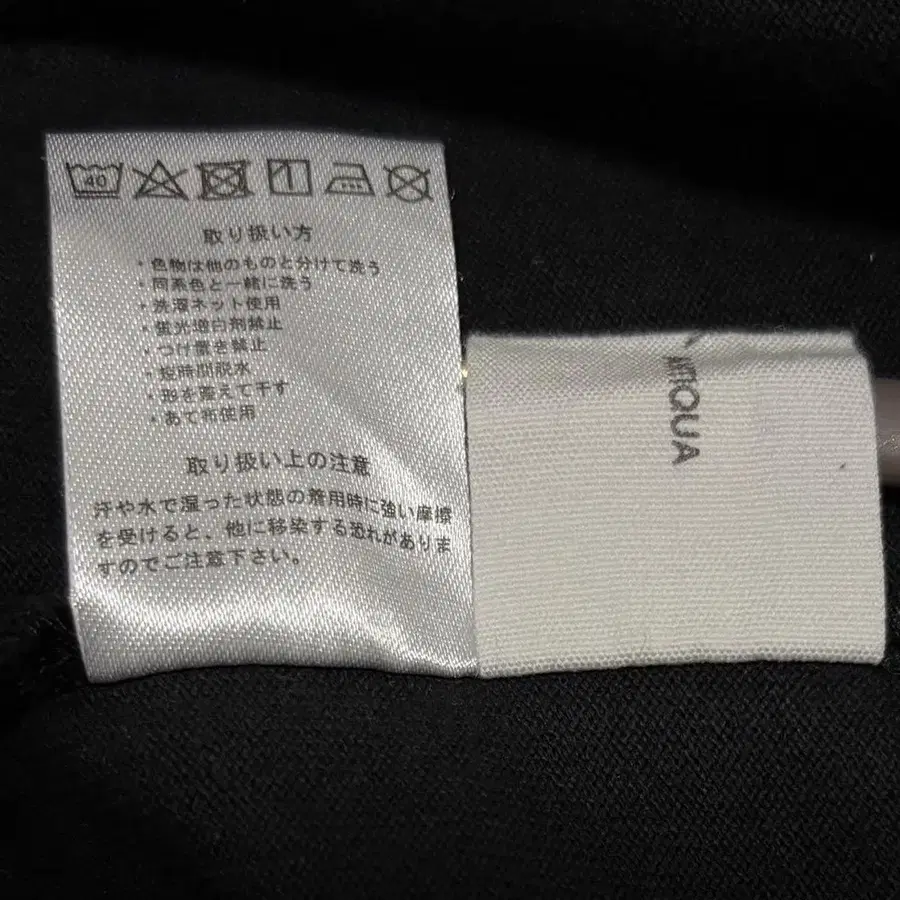 40
取り扱い方
・色物は他のものと分けて洗う
・同系色と一緒に洗う
・洗濯ネット使用
・蛍光増白剤禁止
・つけ置き禁止
・短時間脱水
・形を整えて干す
・あて布使用
取り扱い上の注意
汗や水で湿った状態の着用時に強い摩擦
を受けると、他に移染する恐れがありま
すのでご注意下さい。
ANTIQUA